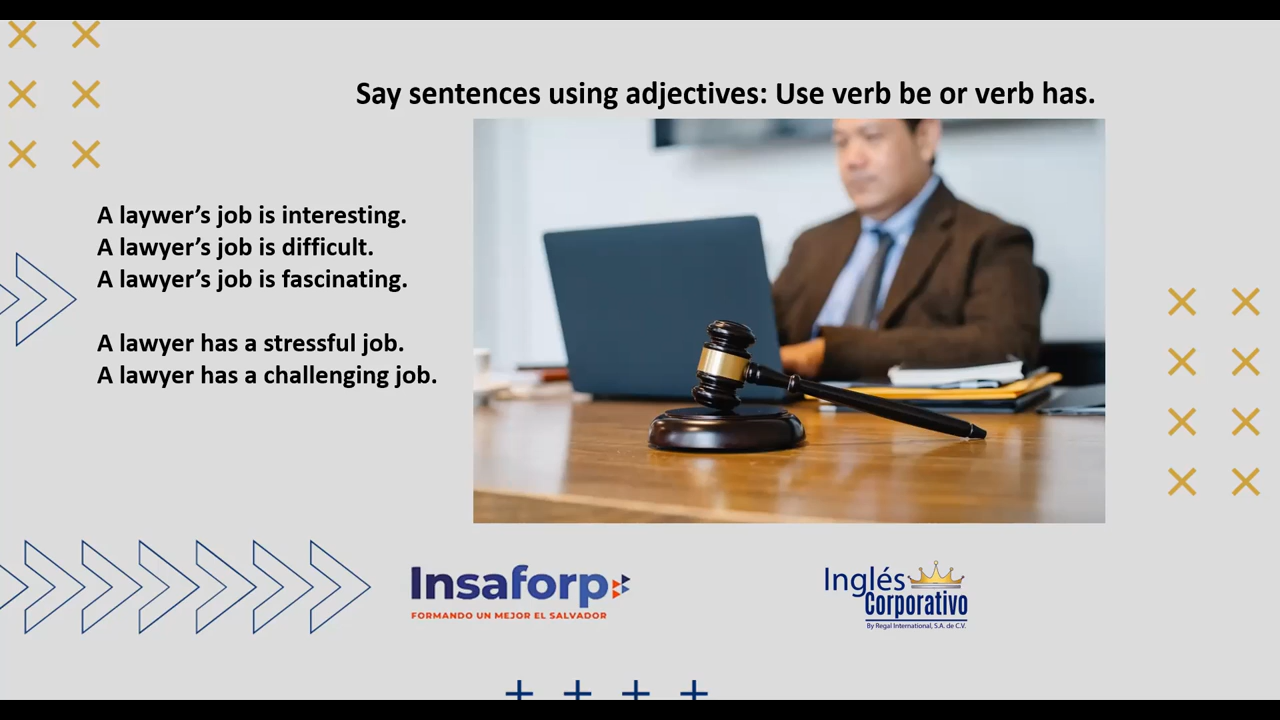 Say sentences using adjectives: Use verb be or verb has.
A laywer’s job is interesting.
A lawyer’s job is difficult.
A lawyer’s job is fascinating.
A lawyer has a stressful job.
A lawyer has a challenging job.
Insaforp
FORMANDO UN MEJOR EL SALVADOR
Inglés
Corporativo
By Regal International, S.A. de C.V.